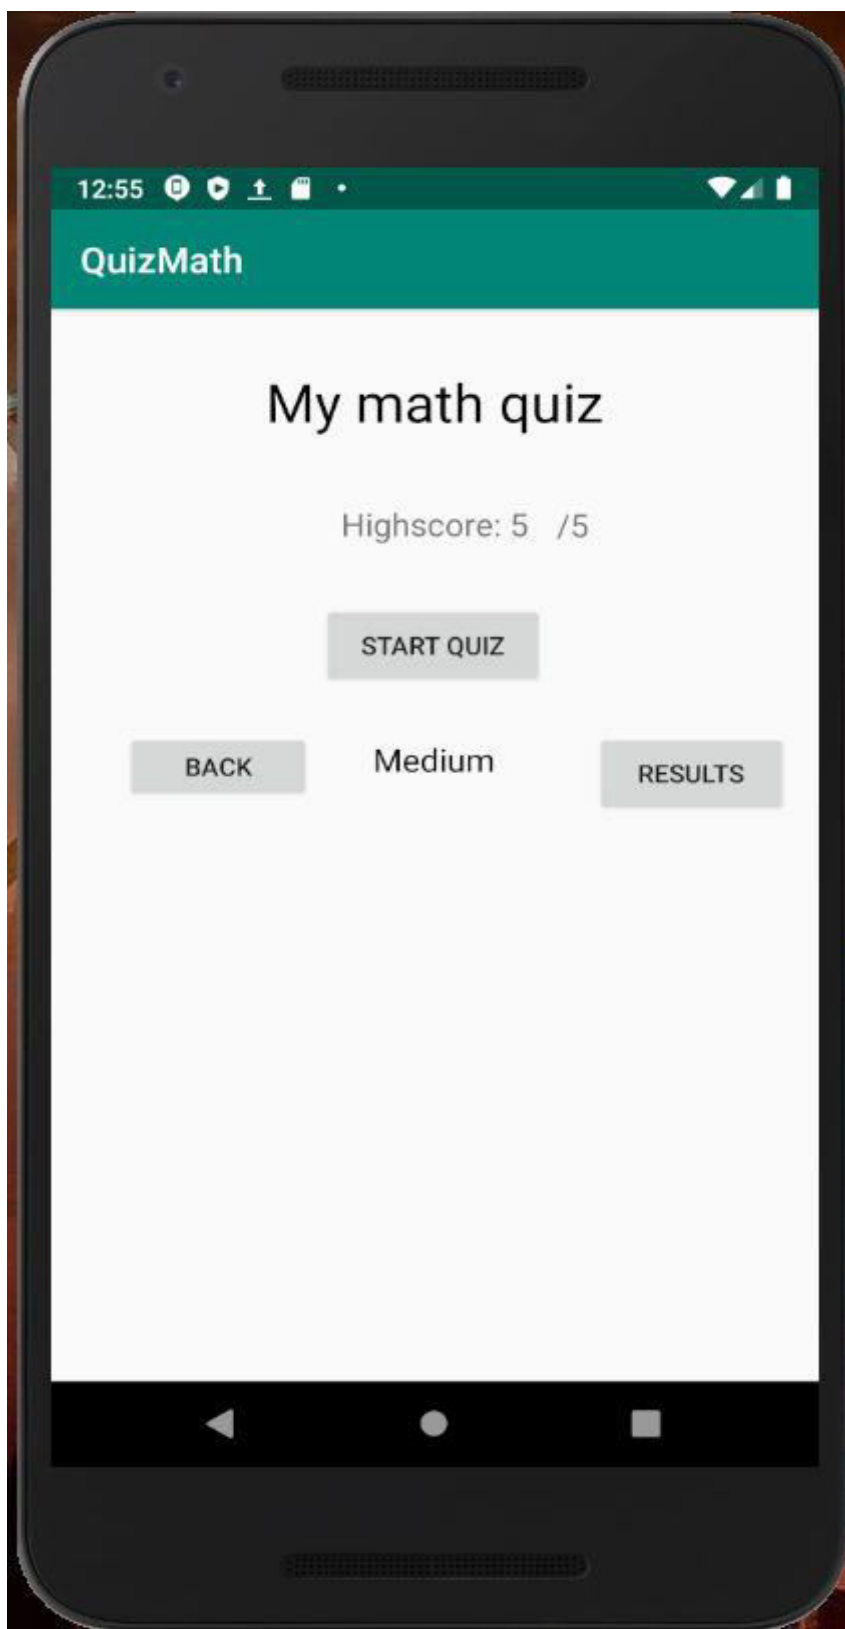 12:55
QuizMath
My math quiz
Highscore: 5 /5
START QUIZ
BACK Medium RESULTS